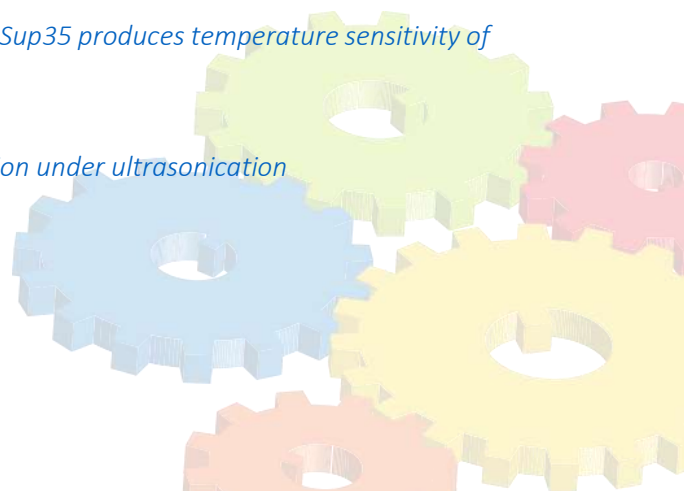 Sup35 produces temperature sensitivity of
on under ultrasonication